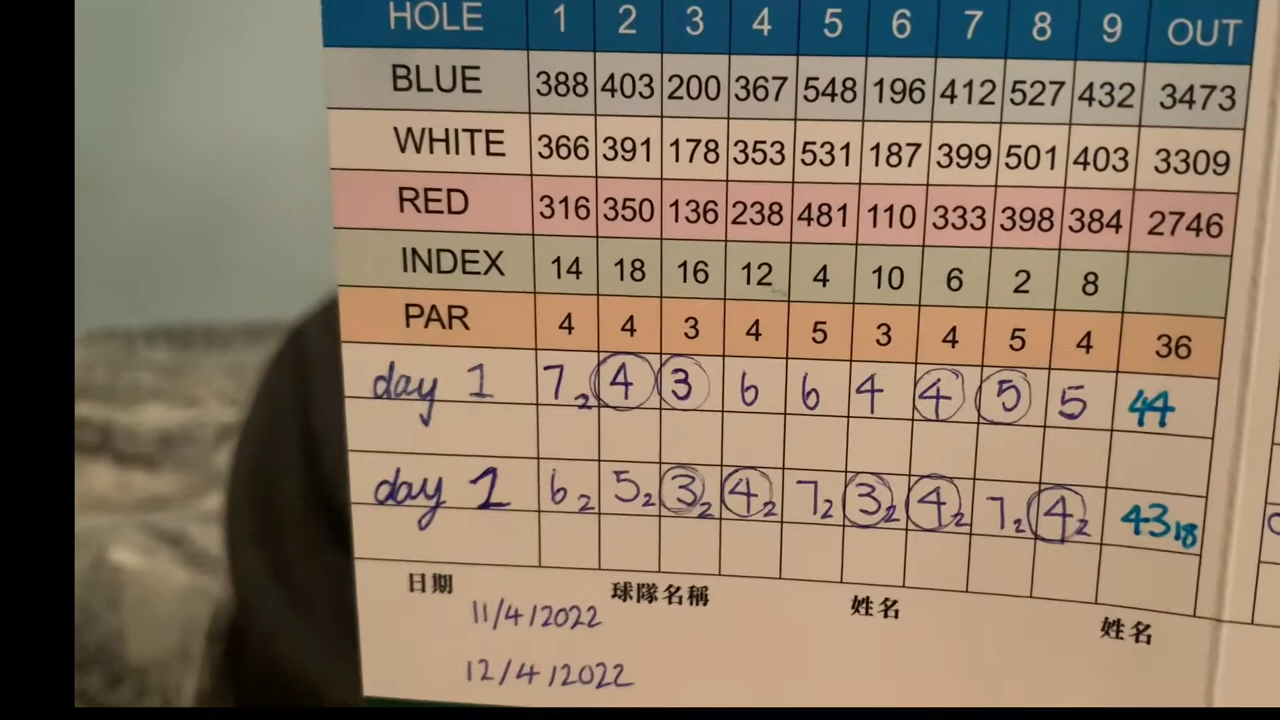 HOLE 1 2 3 4 5 6 7 8 9 OUT
BLUE 388 403 200 367 548 196 412 527 432 3473
WHITE 366 391 178 353 531 187 399 501 403 3309
RED 316 350 136 238 481 110 333 398 384 2746
INDEX 14 18 16 12 4 10 6 2 8
PAR 4 4 3 4 5 3 4 5 4 36
day 1 7 2 4 3 6 6 4 4 5 5 44
day 2 6 2 5 2 3 2 4 2 7 2 3 2 4 2 7 2 4 2 43 18
日期 球隊名稱 姓名 姓名
11/4/2022
12/4/2022